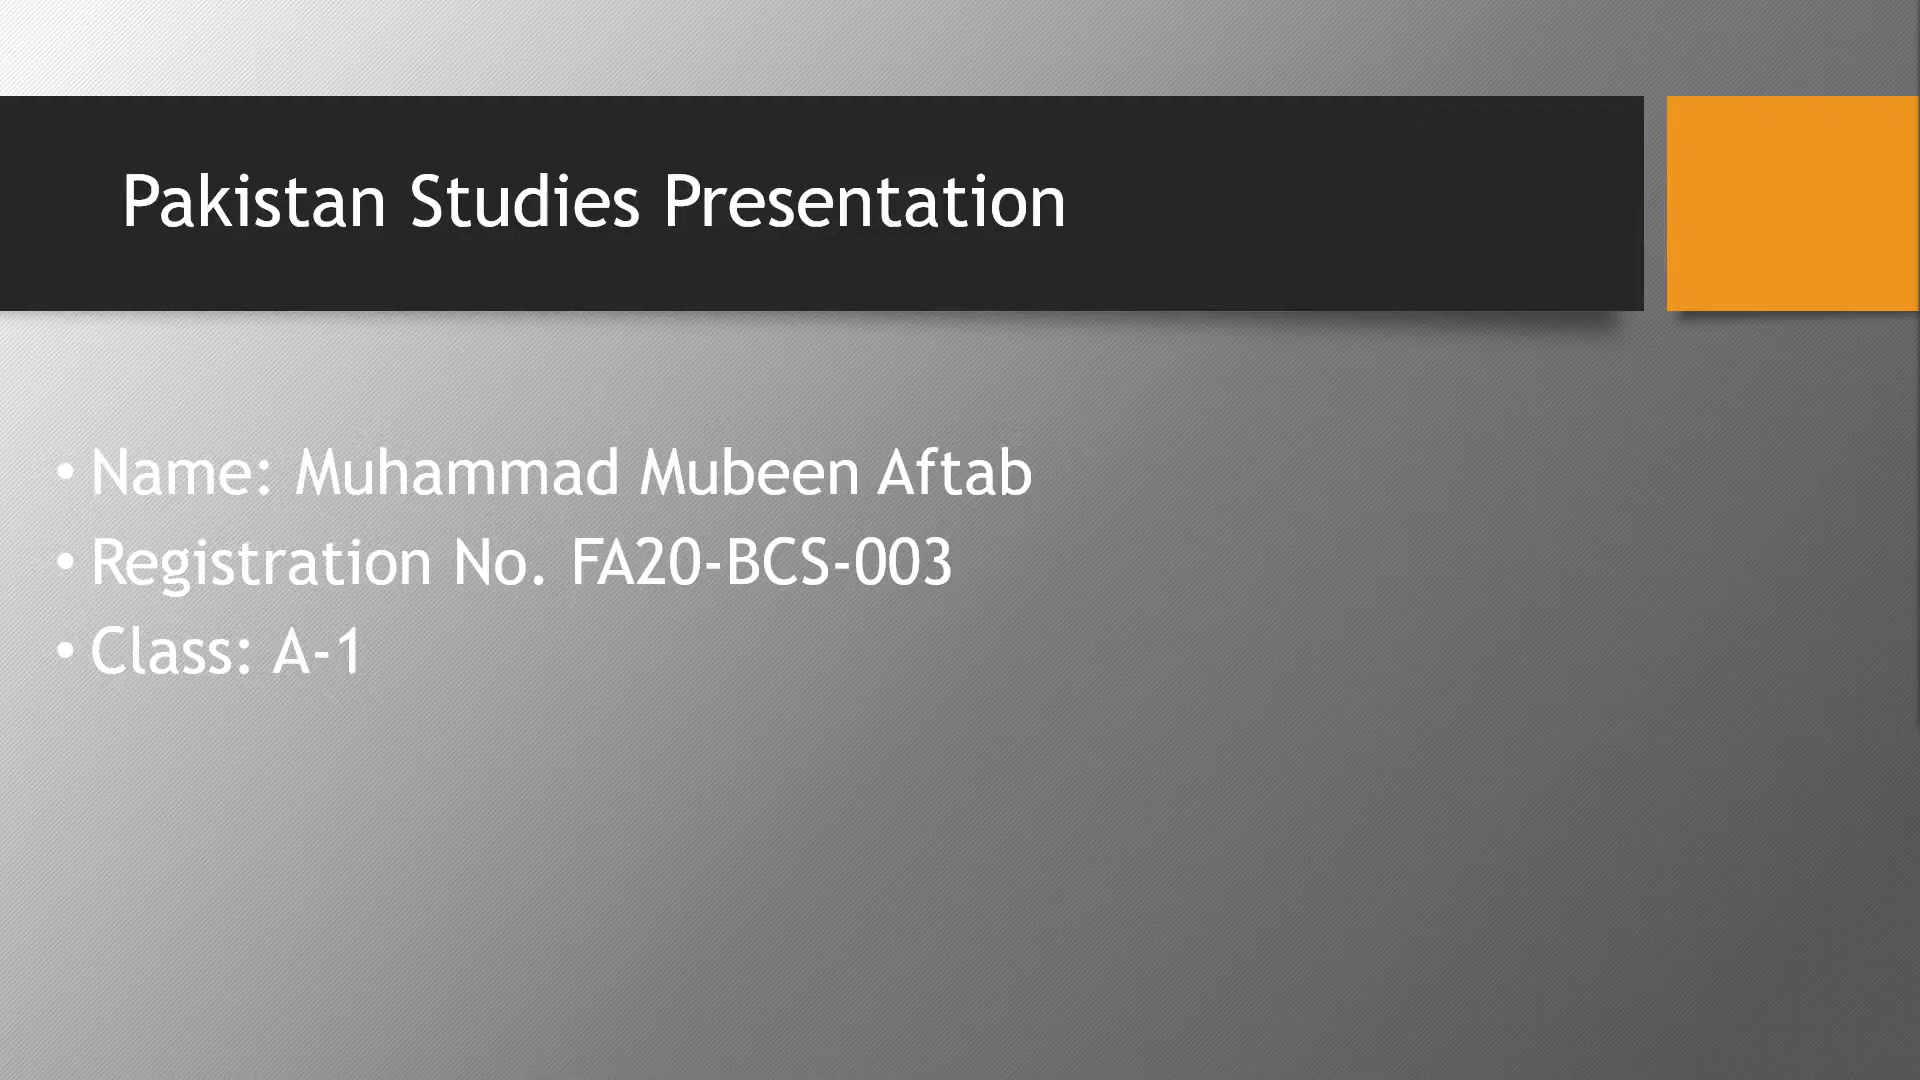 Pakistan Studies Presentation
• Name: Muhammad Mubeen Aftab
• Registration No. FA20-BCS-003
• Class: A-1